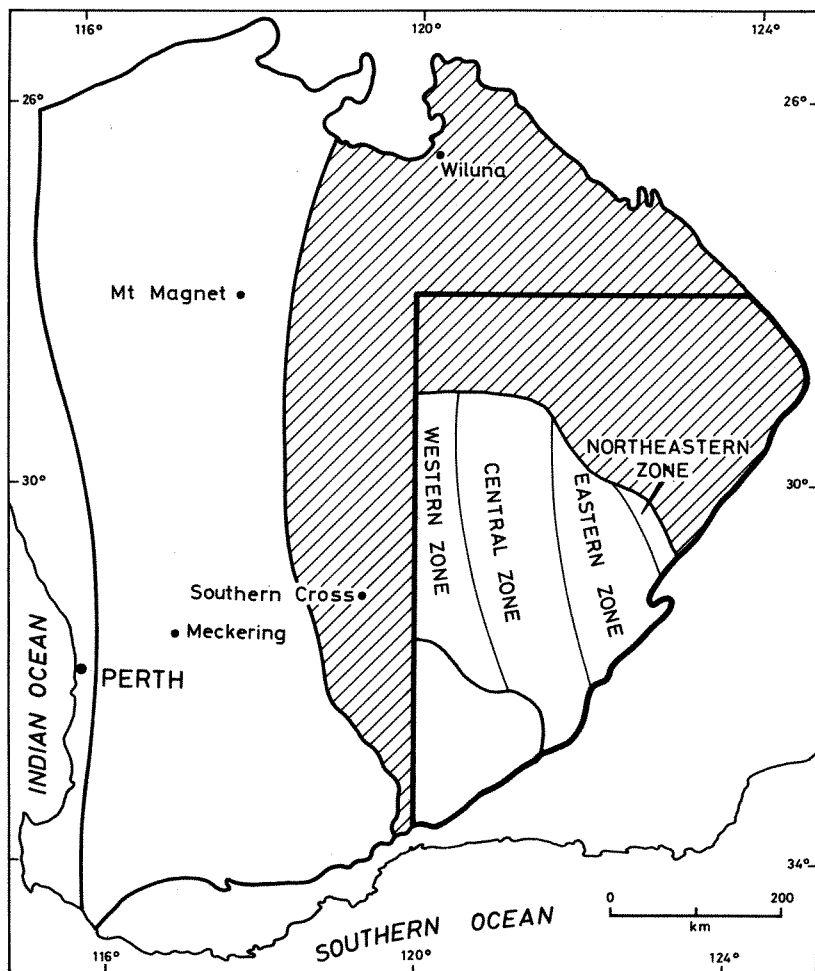 116°
120°
124°
26°
26°
Wiluna
Mt Magnet
NORTHEASTERN
ZONE
WESTERN ZONE
CENTRAL ZONE
EASTERN ZONE
30°
30°
Southern Cross
Meckering
PERTH
INDIAN OCEAN
34°
34°
0
200
km
SOUTHERN OCEAN
116°
120°
124°